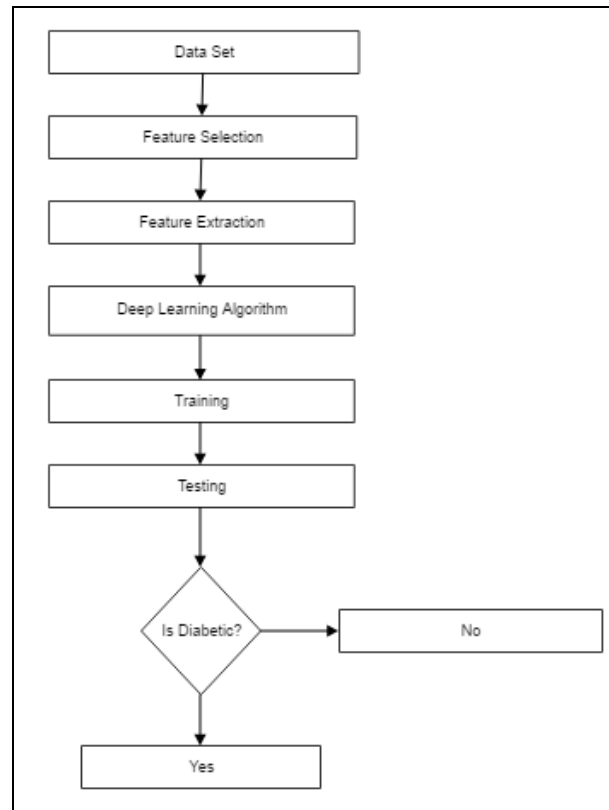 Data Set
Feature Selection
Feature Extraction
Deep Learning Algorithm
Training
Testing
Is Diabetic?
No
Yes